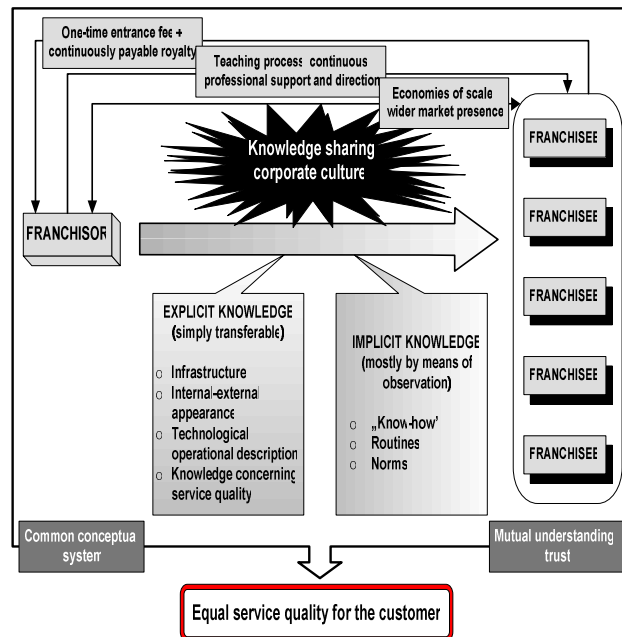 One-time entrance fee +
continuously payable royalty
Teaching process continuous
professional support and direction
Economies of scale
wider market presence
Knowledge sharing
corporate culture
FRANCHISOR
FRANCHISEE
FRANCHISEE
FRANCHISEE
FRANCHISEE
FRANCHISEE
EXPLICIT KNOWLEDGE
(simply transferable)
o Infrastructure
o Internal-external
appearance
o Technological
operational description
o Knowledge concerning
service quality
IMPLICIT KNOWLEDGE
(mostly by means of
observation)
o „Know-how’
o Routines
o Norms
Common conceptua
system
Mutual understanding
trust
Equal service quality for the customer